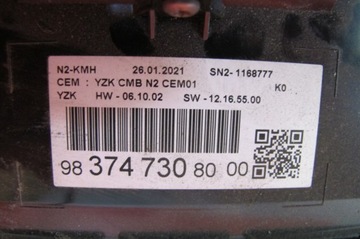 N2-KMH 26.01.2021 SN2- 1168777
CEM : YZK CMB N2 CEM01 K0
YZK HW - 06.10.02 SW - 12.16.55.00
98 374 730 80 00